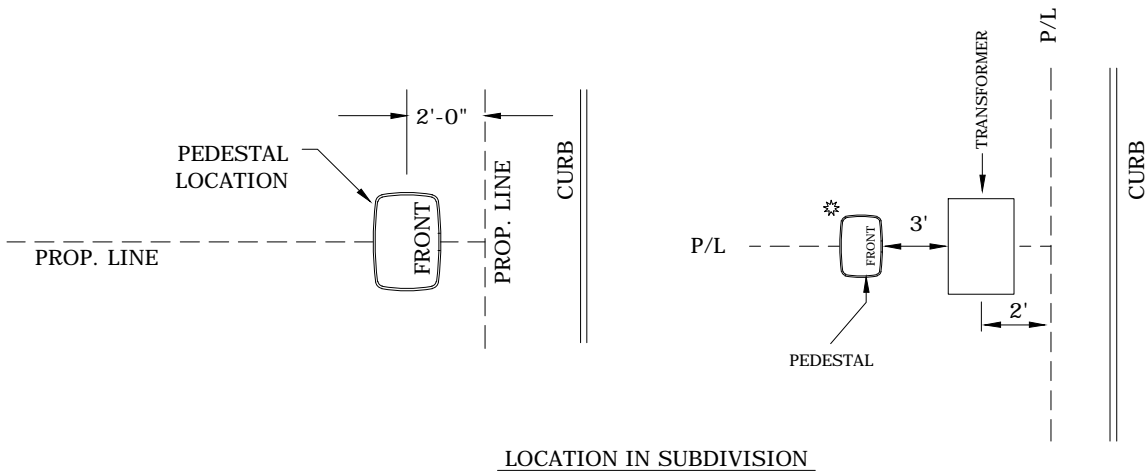 2'-0"
PEDESTAL
LOCATION
FRONT
PROP. LINE
PROP. LINE
CURB
P/L
TRANSFORMER
CURB
3'
P/L
FRONT
2'
PEDESTAL
LOCATION IN SUBDIVISION